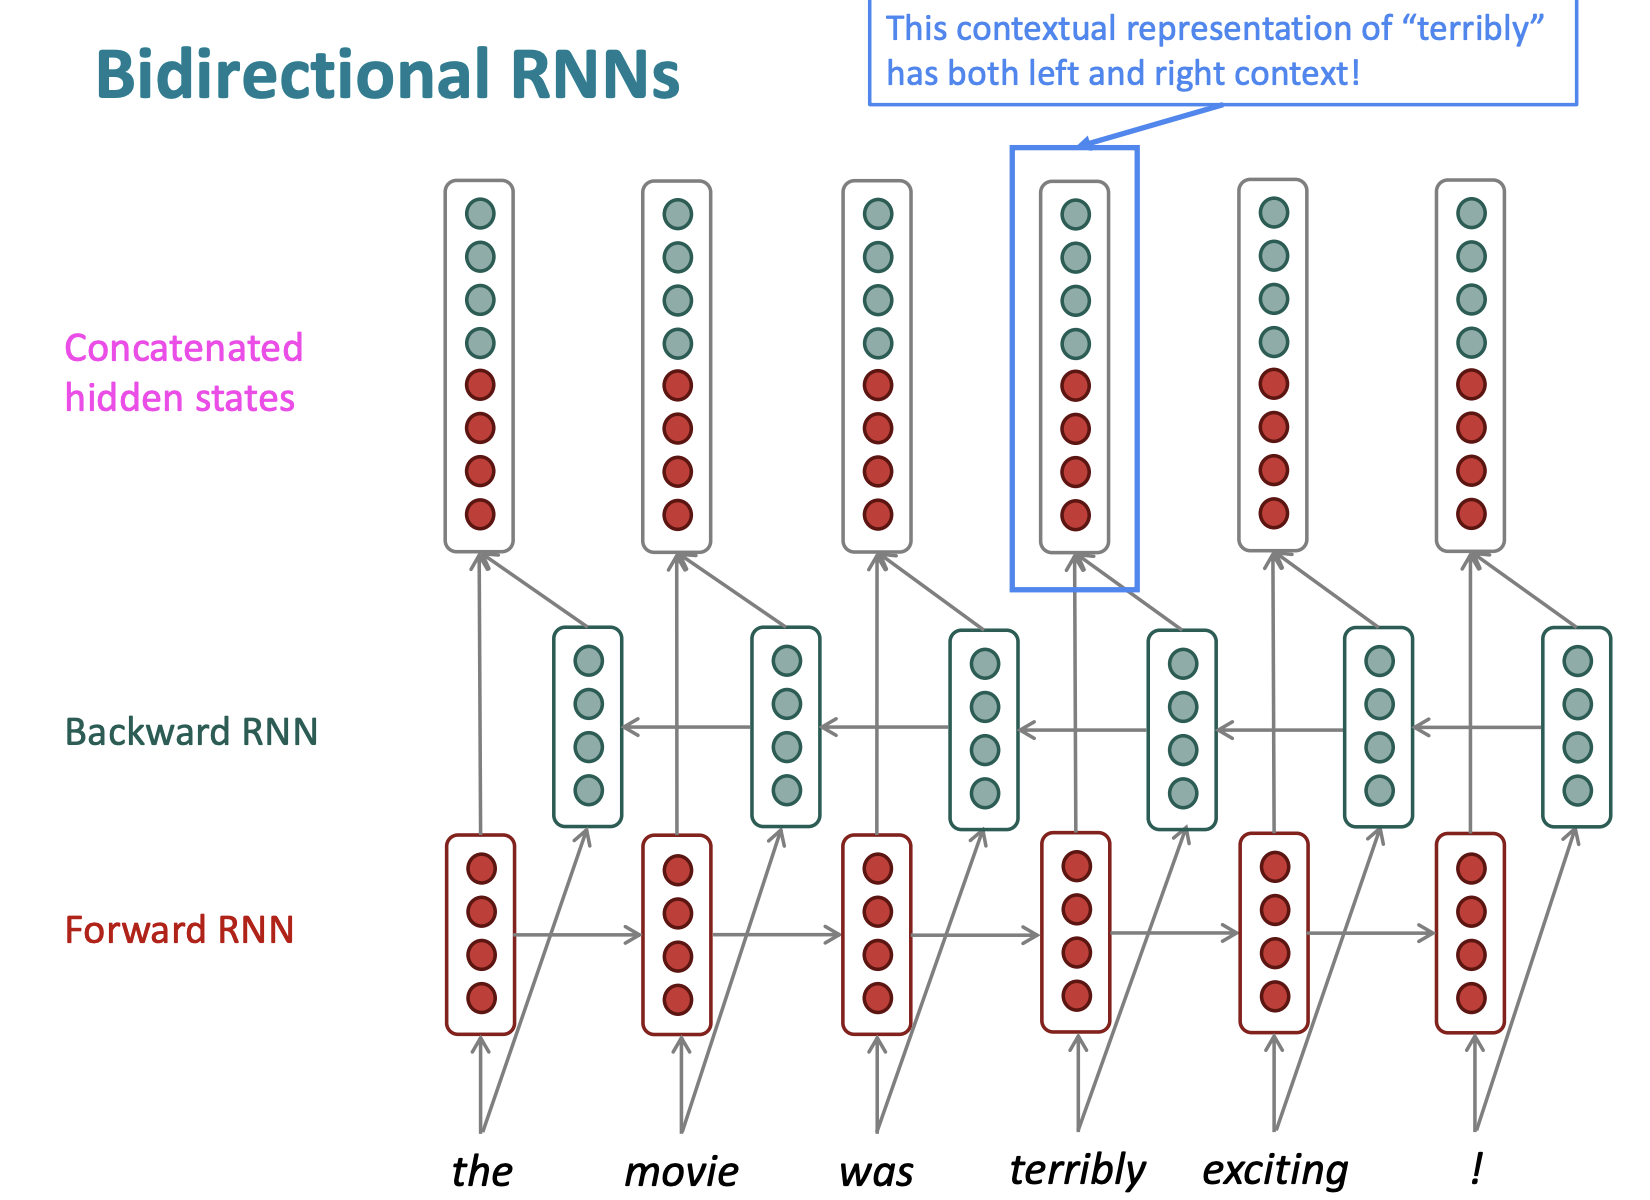 Bidirectional RNNs
This contextual representation of “terribly”
has both left and right context!
Concatenated
hidden states
Backward RNN
Forward RNN
the movie was terribly exciting !